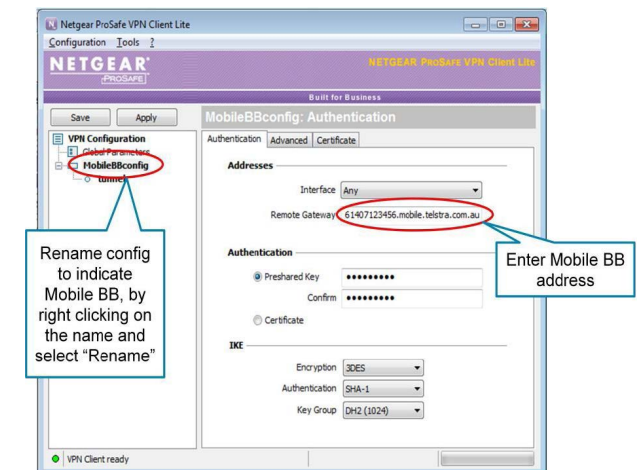 Netgear ProSafe VPN Client Lite
Configuration Tools ?
NETGEAR
PROSAFE
NETGEAR PROSAFE VPN Client Lite
Built for Business
Save Apply
MobileBBconfig: Authentication
VPN Configuration
Global Parameters
MobileBBconfig
tunnel
Authentication Advanced Certificate
Addresses
Interface Any
Remote Gateway 61407123456.mobile.telstra.com.au
Authentication
Preshared Key •••••••••
Confirm •••••••••
Certificate
IKE
Encryption 3DES
Authentication SHA-1
Key Group DH2 (1024)
VPN Client ready
Rename config
to indicate
Mobile BB, by
right clicking on
the name and
select “Rename”
Enter Mobile BB
address